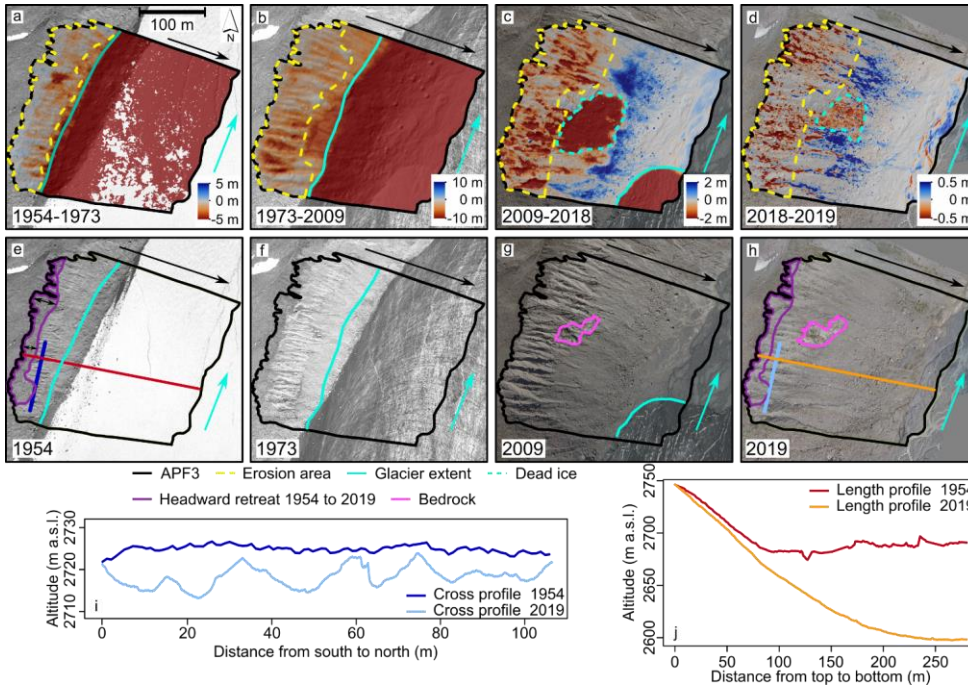 a
100 m
N
5 m
0 m
-5 m
1954-1973
b
10 m
0 m
-10 m
1973-2009
c
2 m
0 m
-2 m
2009-2018
d
0.5 m
0 m
-0.5 m
2018-2019
e
1954
f
1973
g
2009
h
2019
APF3
Erosion area
Glacier extent
Dead ice
Headward retreat 1954 to 2019
Bedrock
Altitude (m a.s.l.)
2730
2720
2710
Cross profile 1954
Cross profile 2019
i
0 20 40 60 80 100
Distance from south to north (m)
Altitude (m a.s.l.)
2750
2700
2650
2600
Length profile 1954
Length profile 2019
j
0 50 100 150 200 250
Distance from top to bottom (m)